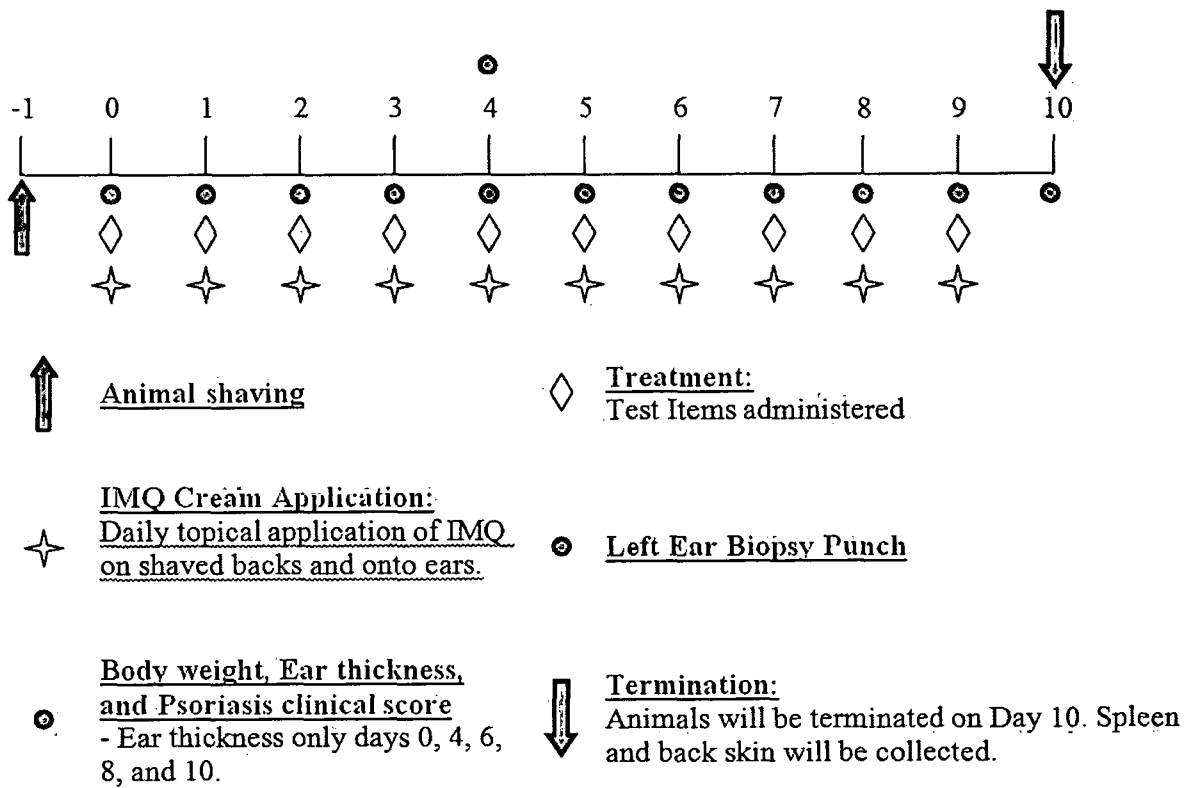 -1 0 1 2 3 4 5 6 7 8 9 10
Animal shaving
Treatment:
Test Items administered
IMQ Cream Application:
Daily topical application of IMQ
on shaved backs and onto ears.
Left Ear Biopsy Punch
Body weight, Ear thickness,
and Psoriasis clinical score
- Ear thickness only days 0, 4, 6,
8, and 10.
Termination:
Animals will be terminated on Day 10. Spleen
and back skin will be collected.